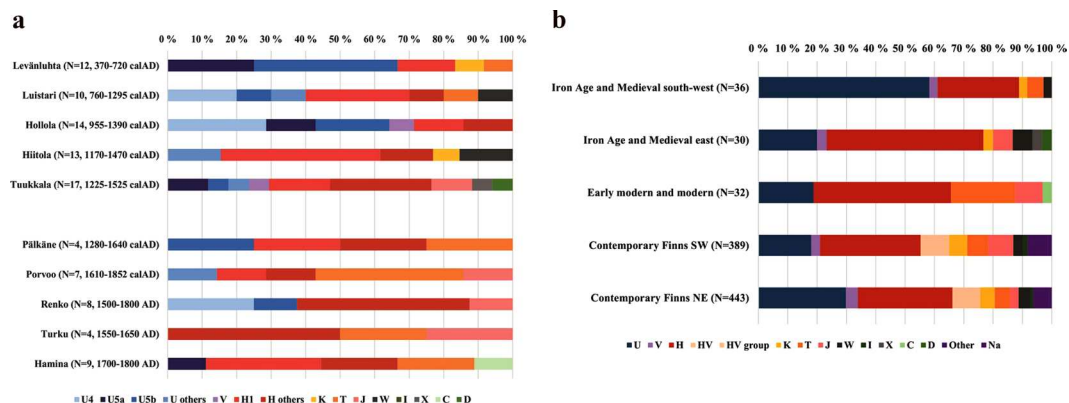 a
0 % 10 % 20 % 30 % 40 % 50 % 60 % 70 % 80 % 90 % 100 %
Levänluhta (N=12, 370-720 calAD)
Luistari (N=10, 760-1295 calAD)
Hollola (N=14, 955-1390 calAD)
Hiitola (N=13, 1170-1470 calAD)
Tuukkala (N=17, 1225-1525 calAD)
Pälkäne (N=4, 1280-1640 calAD)
Porvoo (N=7, 1610-1852 calAD)
Renko (N=8, 1500-1800 AD)
Turku (N=4, 1550-1650 AD)
Hamina (N=9, 1700-1800 AD)
U4 U5a U5b U others V H1 H others K T J W I X C D
b
0 % 10 % 20 % 30 % 40 % 50 % 60 % 70 % 80 % 90 % 100 %
Iron Age and Medieval south-west (N=36)
Iron Age and Medieval east (N=30)
Early modern and modern (N=32)
Contemporary Finns SW (N=389)
Contemporary Finns NE (N=443)
U V H HV HV group K T J W I X C D Other Na